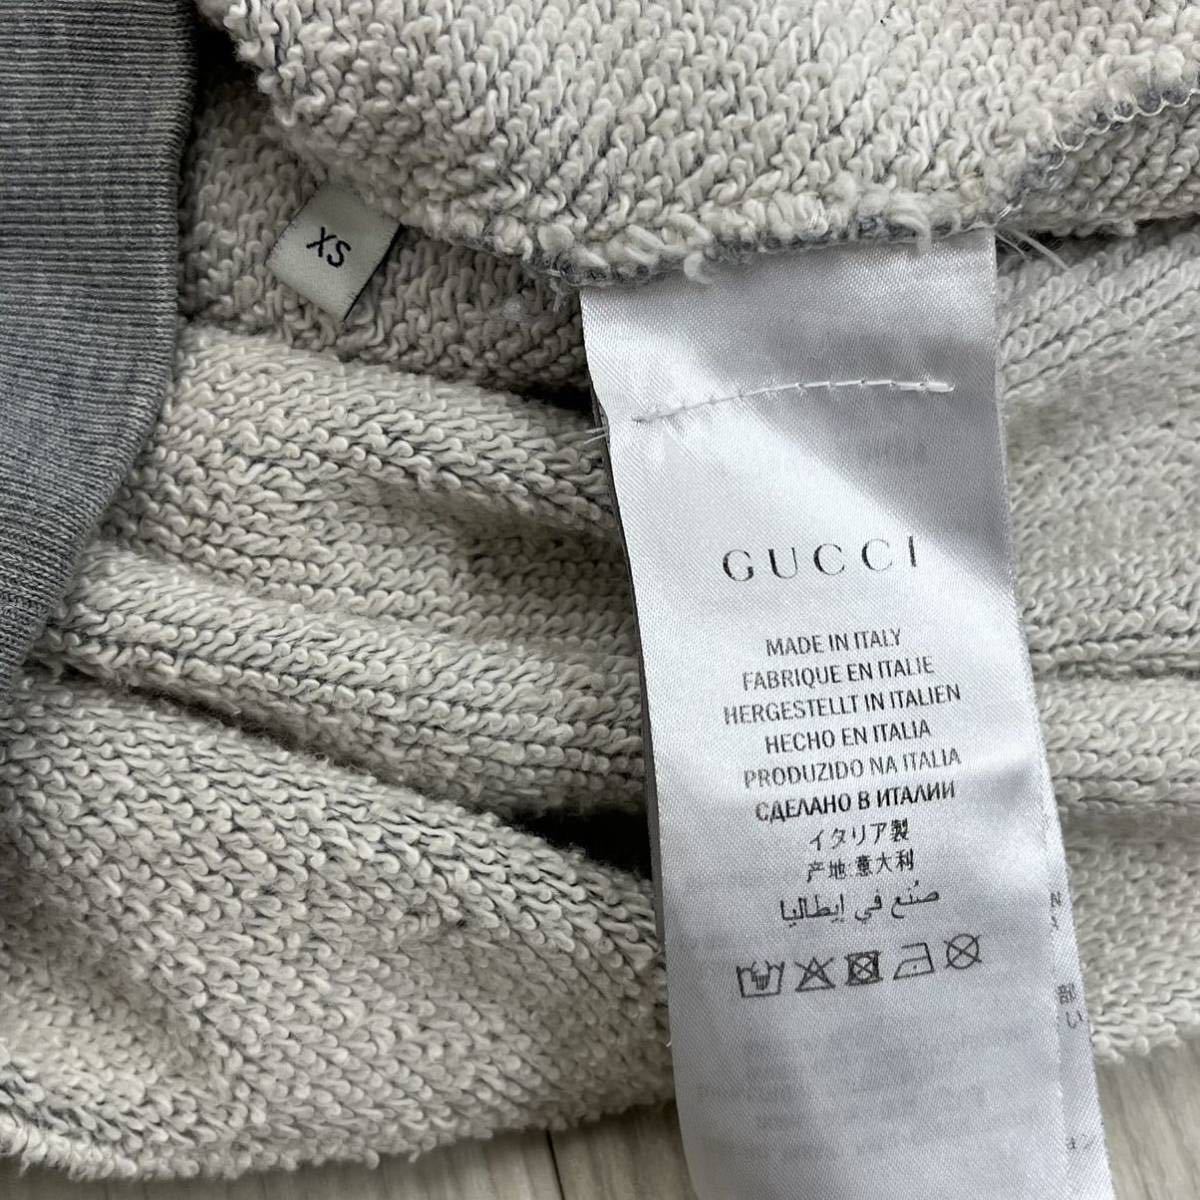 XS
GUCCI
MADE IN ITALY
FABRIQUE EN ITALIE
HERGESTELLT IN ITALIEN
HECHO EN ITALIA
PRODUZIDO NA ITALIA
СДЕЛАНО В ИТАЛИИ
イタリア製
产地:意大利
صنع في إيطاليا